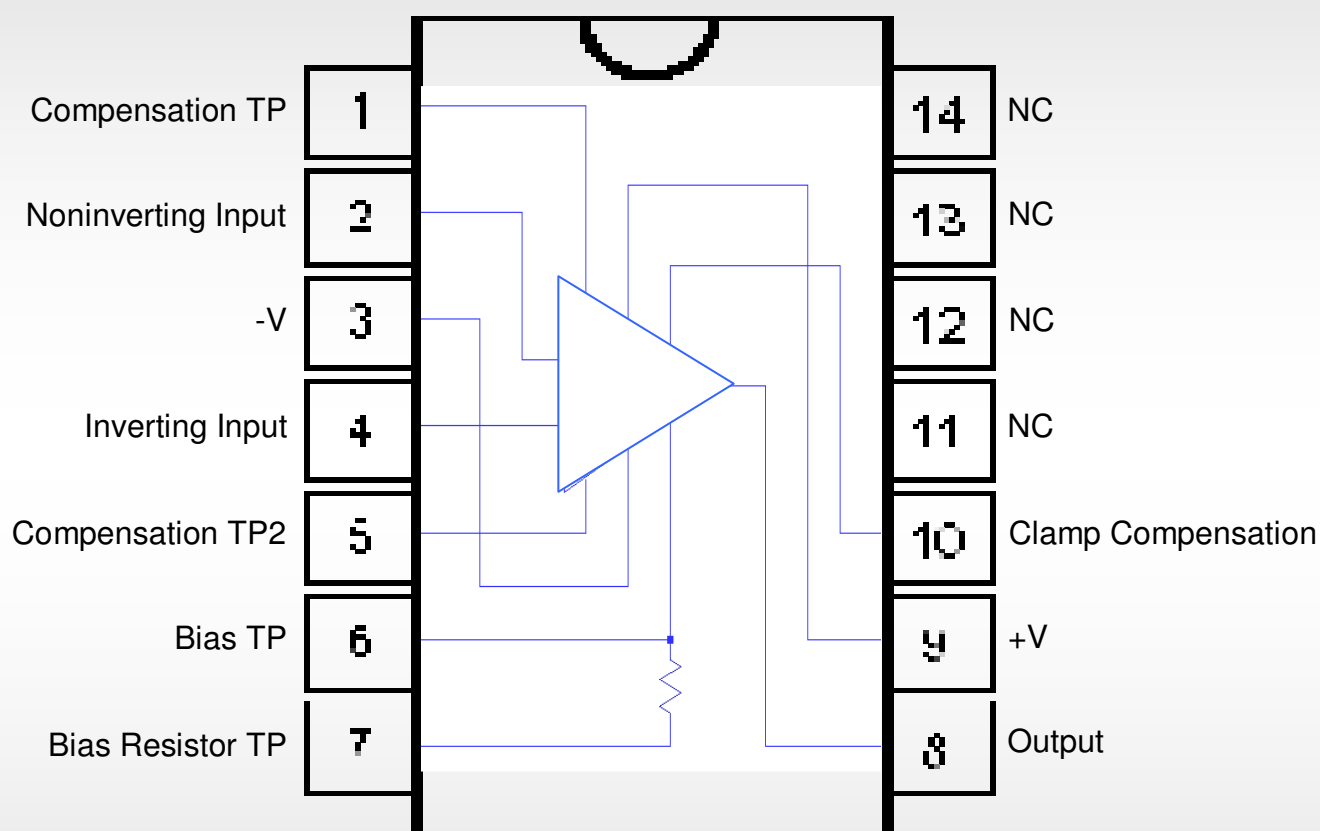 Compensation TP 1 14 NC
Noninverting Input 2 13 NC
-V 3 12 NC
Inverting Input 4 11 NC
Compensation TP2 5 10 Clamp Compensation
Bias TP 6 9 +V
Bias Resistor TP 7 8 Output